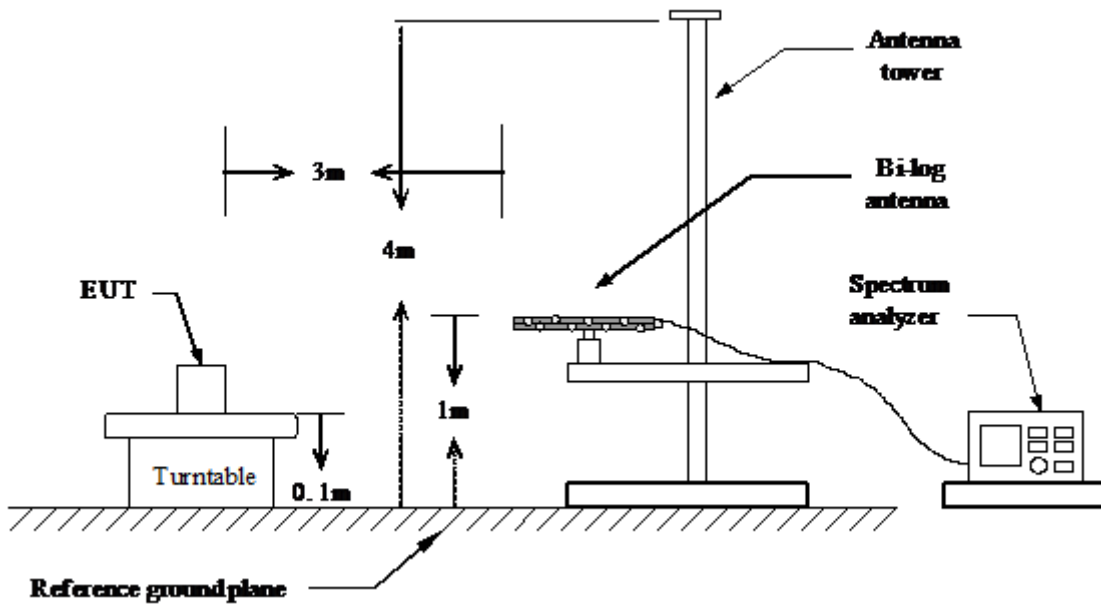 Antenna
tower
3m
Bi-log
antenna
4m
EUT
Spectrum
analyzer
1m
Turntable
0. 1m
Reference ground plane